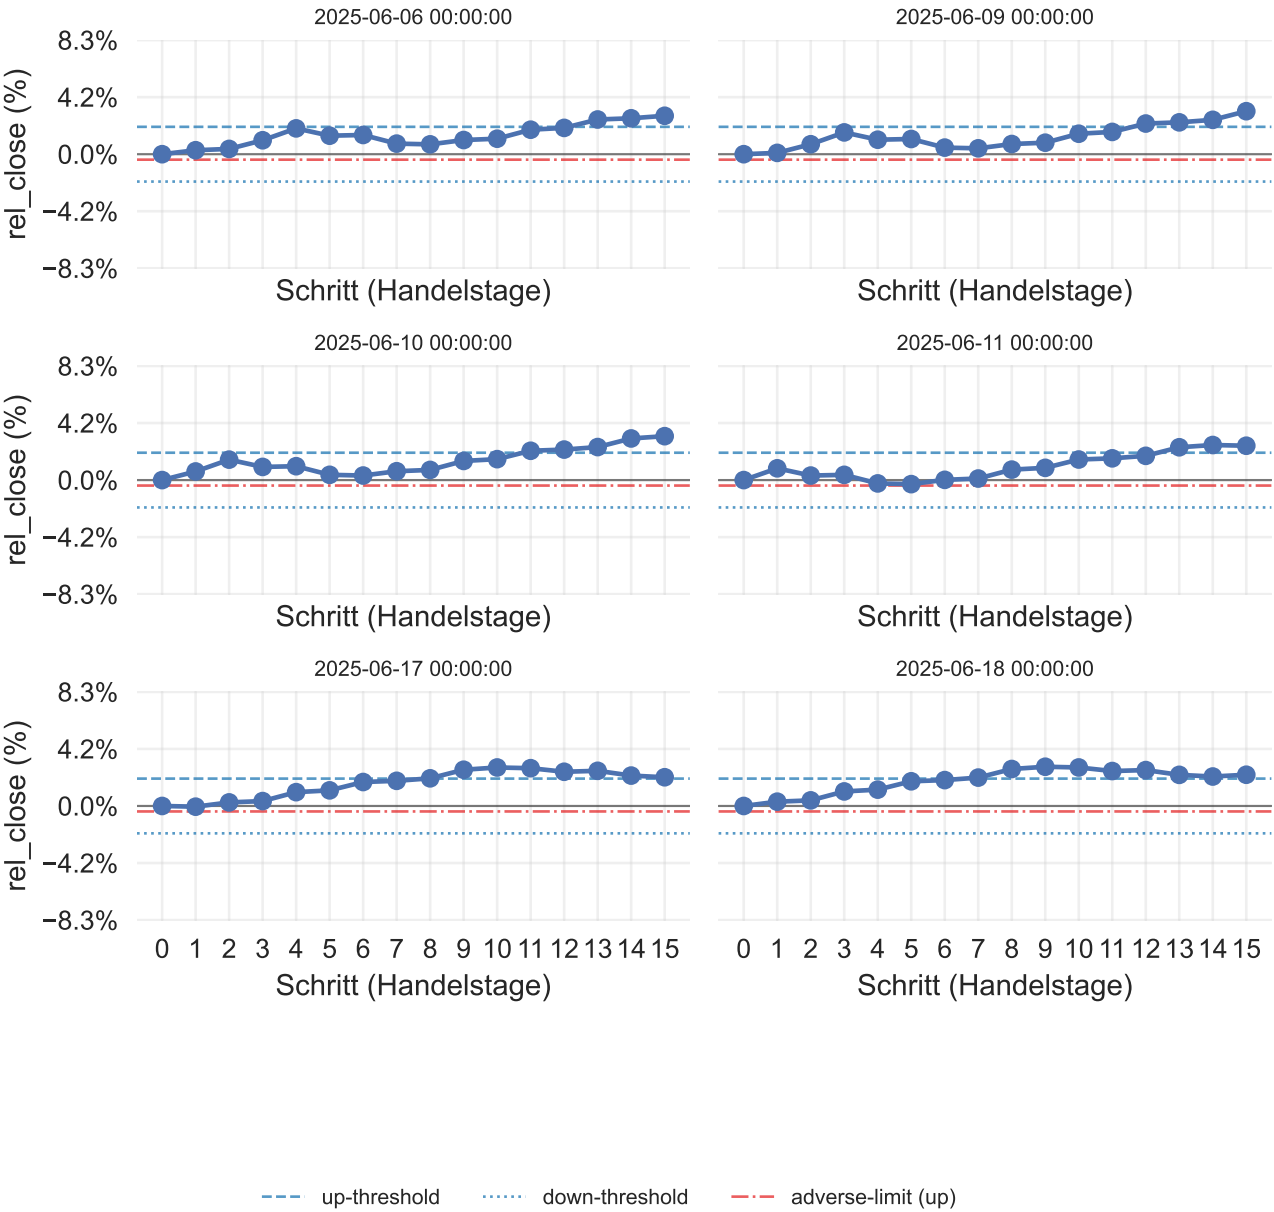 2025-06-06 00:00:00
2025-06-09 00:00:00
rel_close (%)
8.3%
4.2%
0.0%
−4.2%
−8.3%
Schritt (Handelstage)
Schritt (Handelstage)
2025-06-10 00:00:00
2025-06-11 00:00:00
rel_close (%)
8.3%
4.2%
0.0%
−4.2%
−8.3%
Schritt (Handelstage)
Schritt (Handelstage)
2025-06-17 00:00:00
2025-06-18 00:00:00
rel_close (%)
8.3%
4.2%
0.0%
−4.2%
−8.3%
0 1 2 3 4 5 6 7 8 9 10 11 12 13 14 15
0 1 2 3 4 5 6 7 8 9 10 11 12 13 14 15
Schritt (Handelstage)
Schritt (Handelstage)
up-threshold
down-threshold
adverse-limit (up)